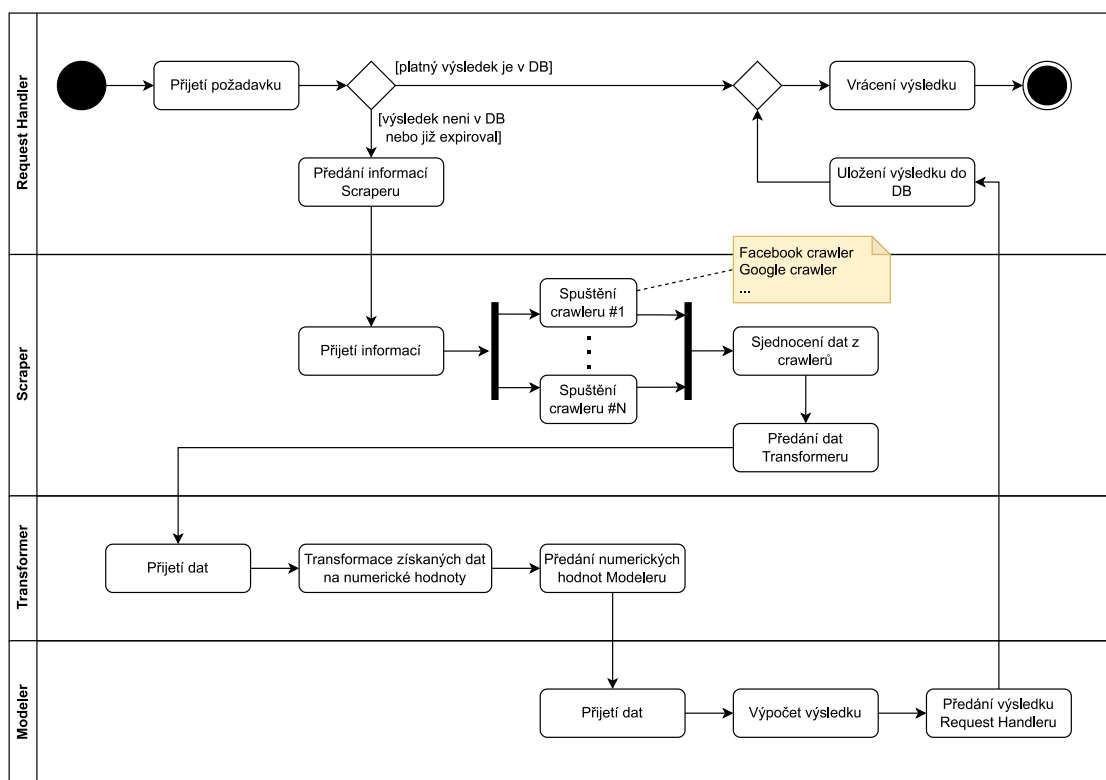 Request Handler
Přijetí požadavku
[platný výsledek je v DB]
Vrácení výsledku
[výsledek neni v DB
nebo již expiroval]
Předání informací
Scraperu
Uložení výsledku do
DB
Scraper
Facebook crawler
Google crawler
...
Přijetí informací
Spuštění
crawleru #1
Spuštění
crawleru #N
Sjednocení dat z
crawlerů
Předání dat
Transformeru
Transformer
Přijetí dat
Transformace získaných dat
na numerické hodnoty
Předání numerických
hodnot Modeleru
Modeler
Přijetí dat
Výpočet výsledku
Předání výsledku
Request Handleru